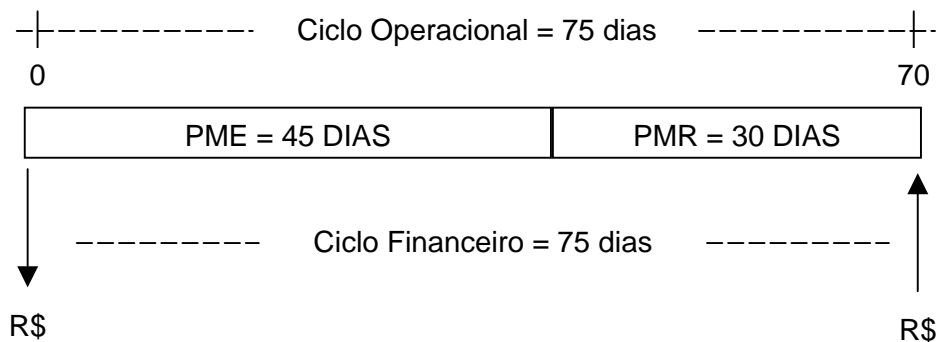 Ciclo Operacional = 75 dias
0 70
PME = 45 DIAS PMR = 30 DIAS
Ciclo Financeiro = 75 dias
R$ R$